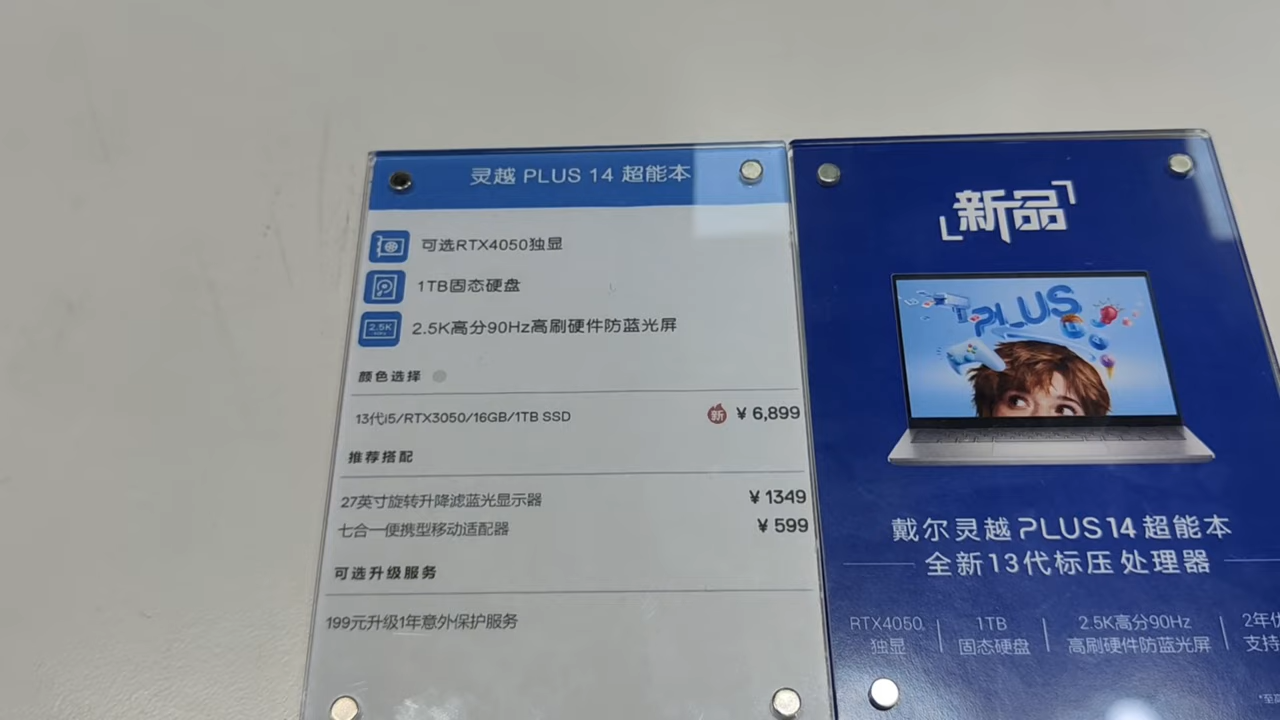 灵越 PLUS 14 超能本
可选RTX4050独显
1TB固态硬盘
2.5K
2.5K高分90Hz高刷硬件防蓝光屏
颜色选择
13代i5/RTX3050/16GB/1TB SSD
新 ¥ 6,899
推荐搭配
27英寸旋转升降滤蓝光显示器 ¥ 1349
七合一便携型移动适配器 ¥ 599
可选升级服务
199元升级1年意外保护服务
新品
PLUS
戴尔灵越 PLUS 14 超能本
全新13代标压处理器
RTX4050 独显
1TB 固态硬盘
2.5K高分90Hz 高刷硬件防蓝光屏
2年 支持